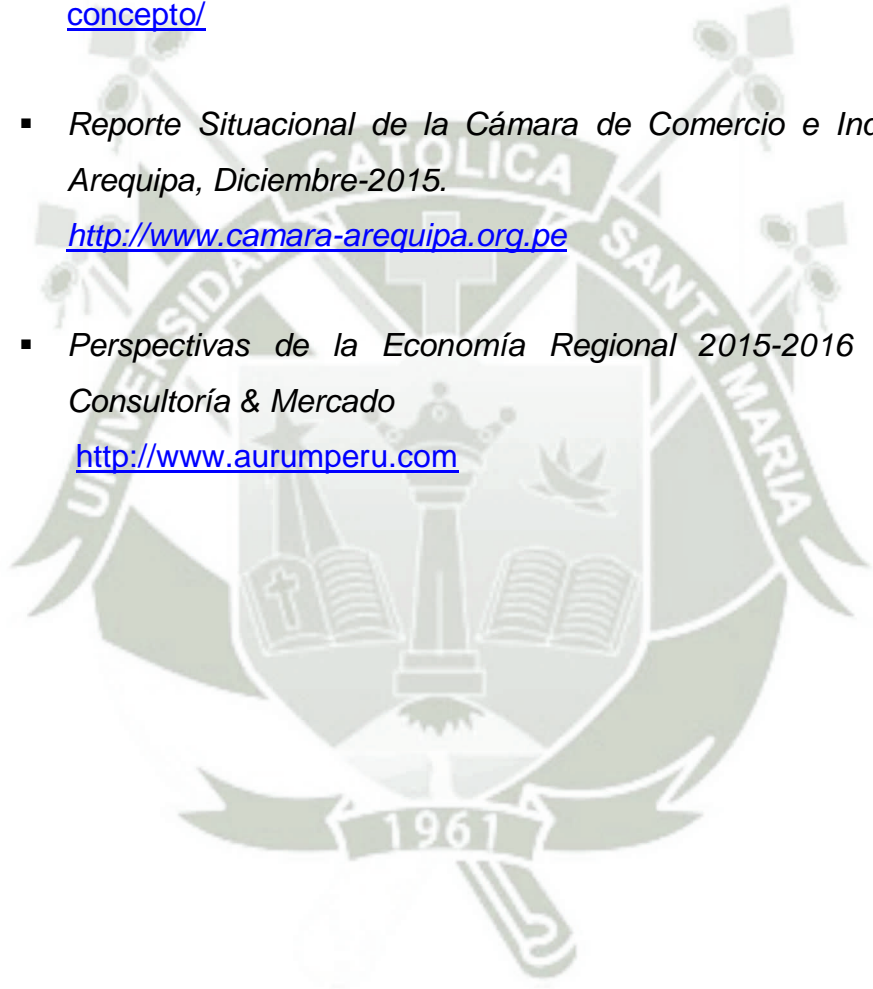 concepto/
▪ Reporte Situacional de la Cámara de Comercio e
Arequipa, Diciembre-2015.
http://www.camara-arequipa.org.pe
▪ Perspectivas de la Economía Regional 2015-2016
Consultoría & Mercado
http://www.aurumperu.com
UNIVERSIDAD CATOLICA SANTA MARIA
1961